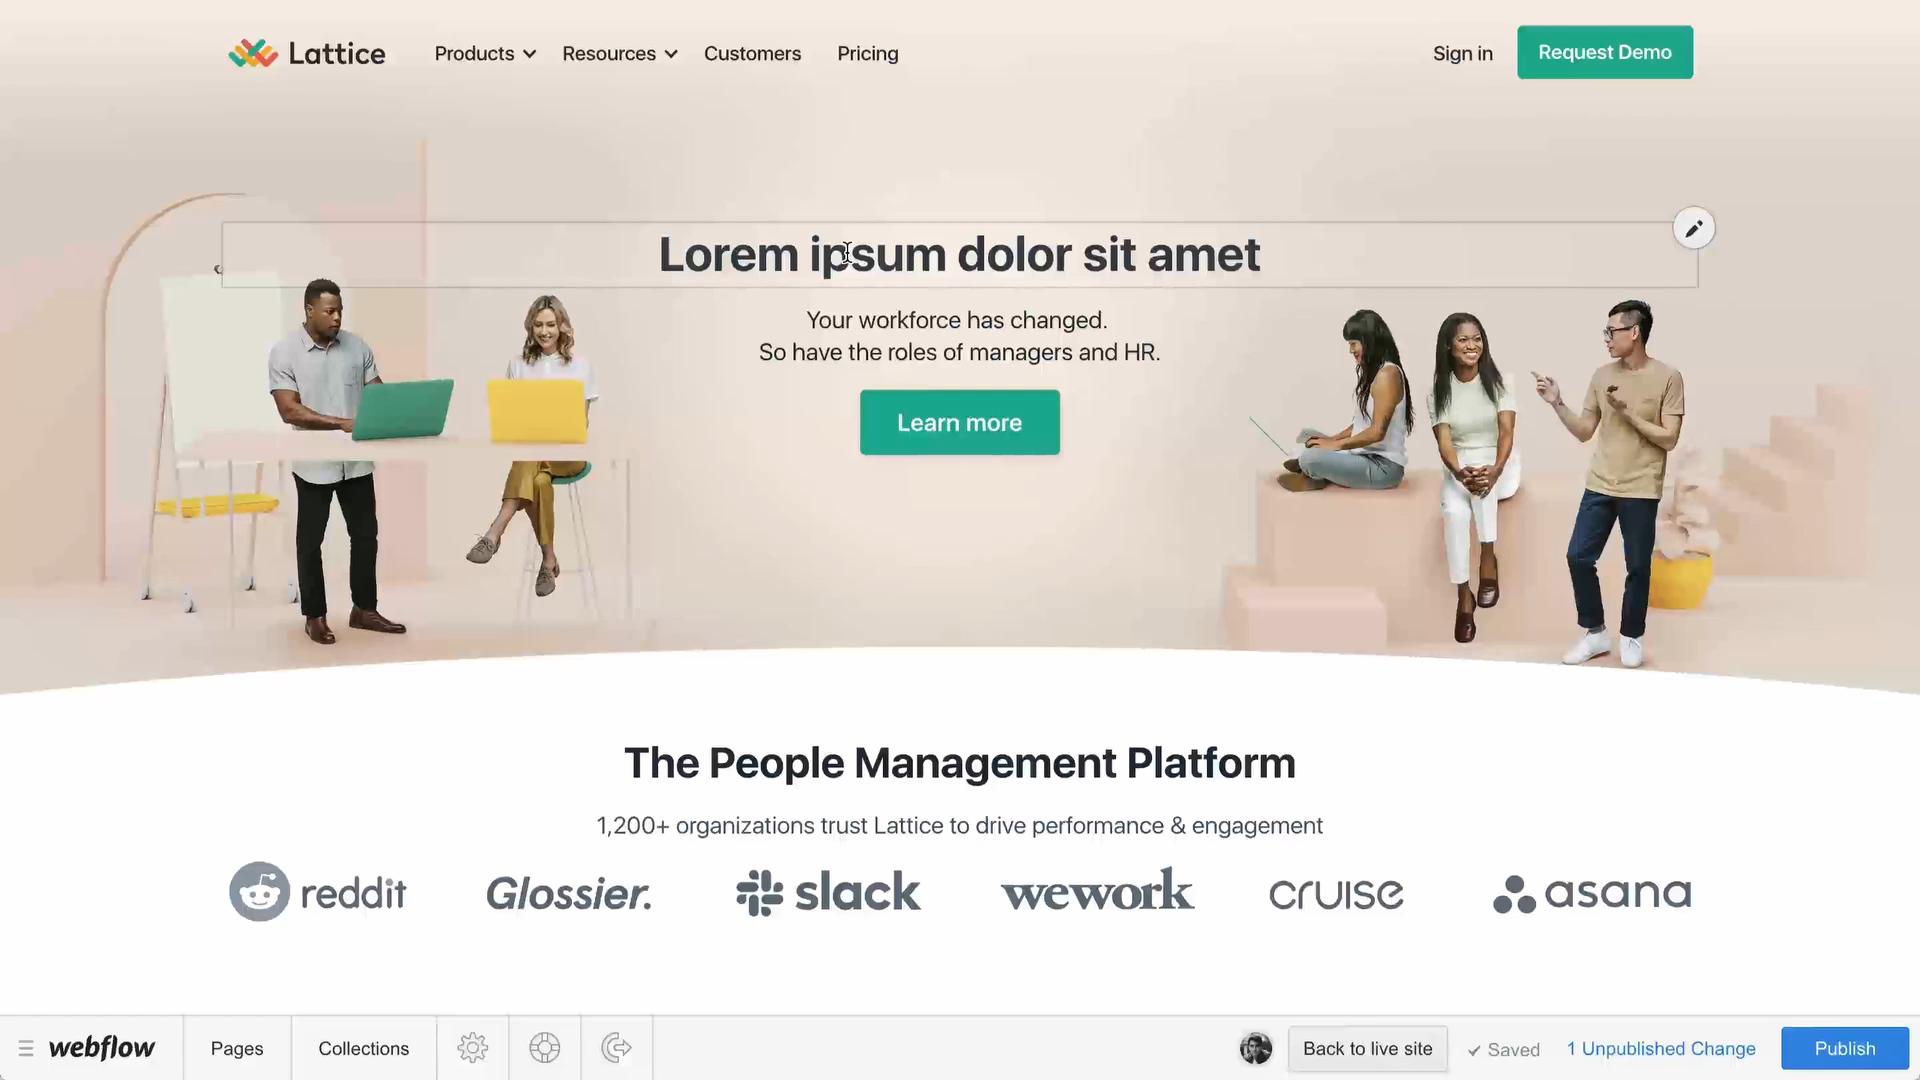 Lattice Products Resources Customers Pricing Sign in Request Demo
Lorem ipsum dolor sit amet
Your workforce has changed.
So have the roles of managers and HR.
Learn more
The People Management Platform
1,200+ organizations trust Lattice to drive performance & engagement
reddit Glossier. slack wework cruise asana
webflow Pages Collections Back to live site Saved 1 Unpublished Change Publish